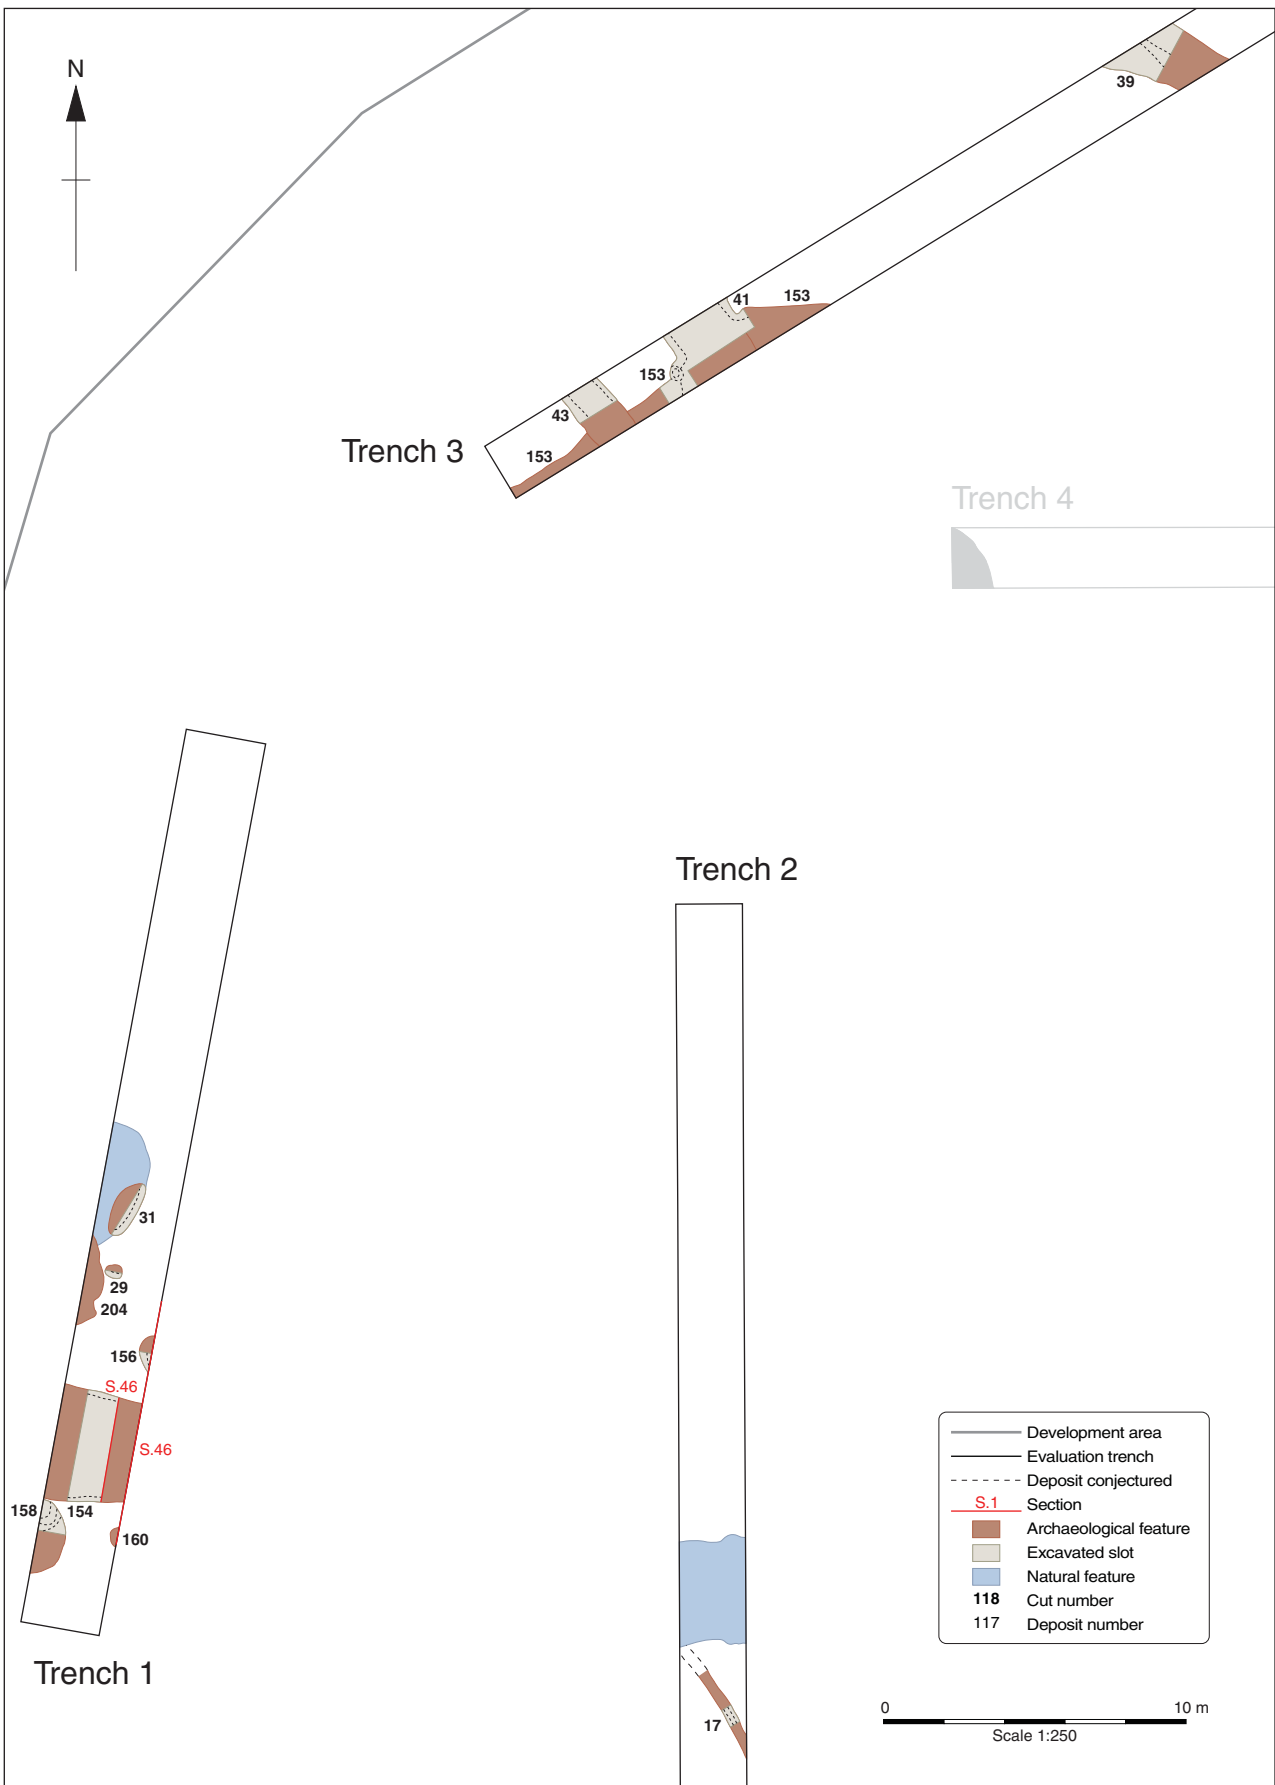 N
39
41
153
153
43
Trench 3
153
Trench 4
Trench 2
31
29
204
156
S.46
S.46
158
154
160
Trench 1
17
Development area
Evaluation trench
Deposit conjectured
S.1 Section
Archaeological feature
Excavated slot
Natural feature
118 Cut number
117 Deposit number
0 10 m
Scale 1:250